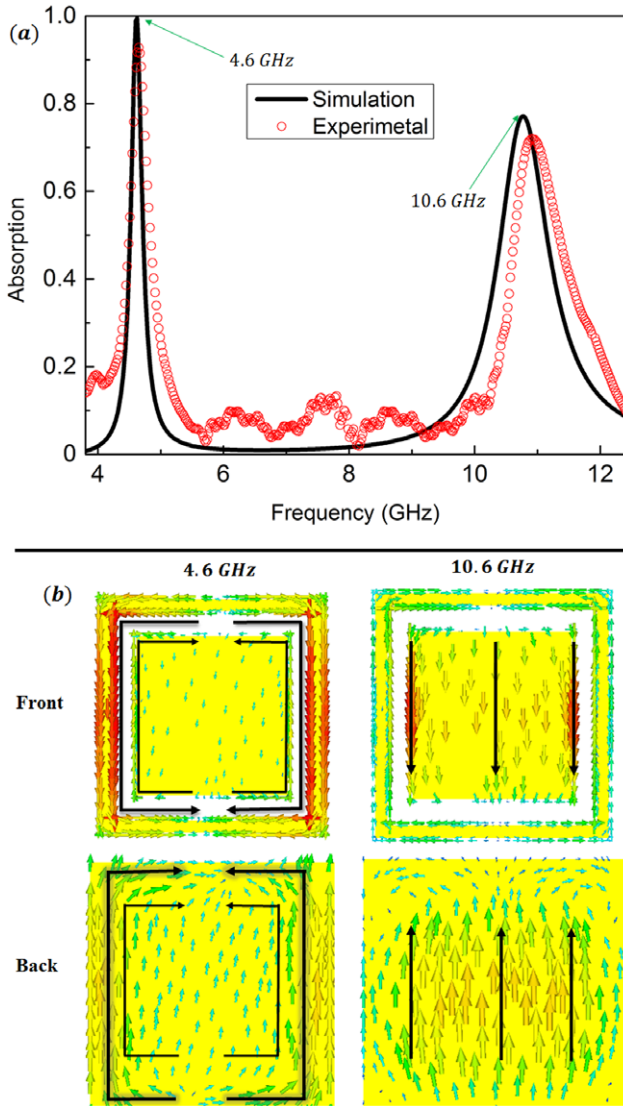 (a)
1.0
0.8
0.6
0.4
0.2
0
Absorption
4.6 GHz
Simulation
Experimetal
10.6 GHz
4 6 8 10 12
Frequency (GHz)
4.6 GHz 10.6 GHz
(b)
Front
Back